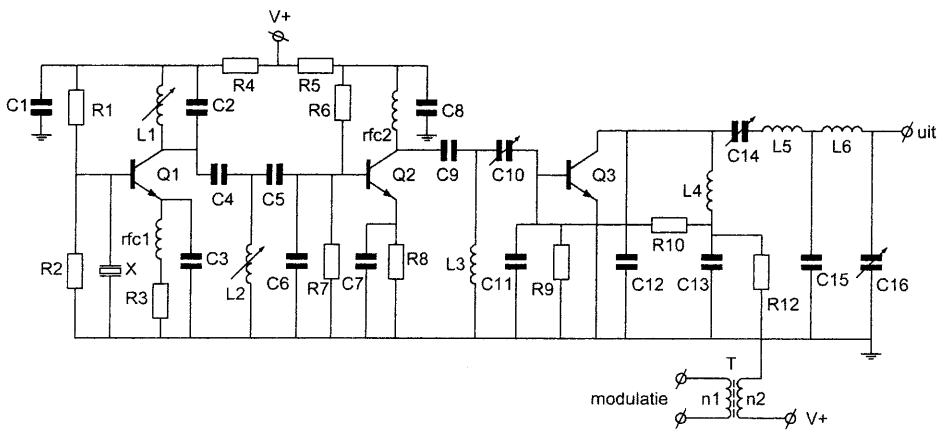 V+
R4
R5
C1
R1
L1
C2
R6
rfc2
C8
Q1
C4
C5
Q2
C9
C10
Q3
C14
L5
L6
uit
L4
R2
X
rfc1
R3
C3
L2
C6
R7
C7
R8
L3
C11
R9
R10
C12
C13
R12
C15
C16
T
modulatie
n1
n2
V+